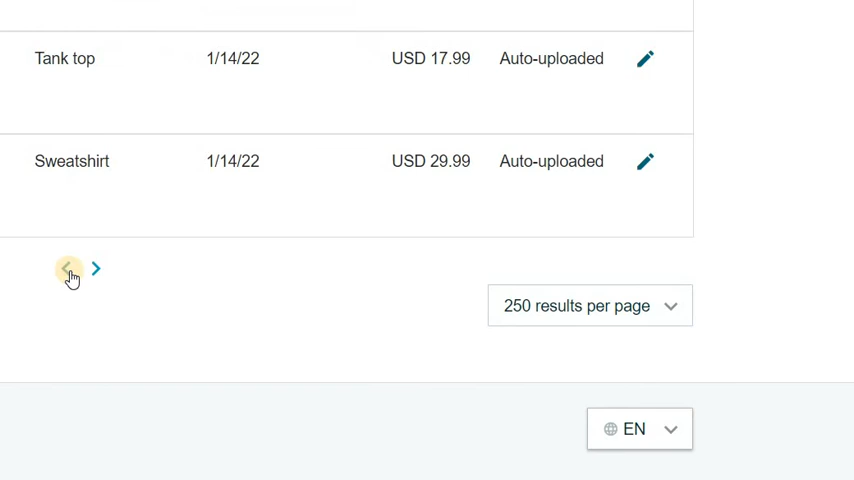 Tank top 1/14/22 USD 17.99 Auto-uploaded
Sweatshirt 1/14/22 USD 29.99 Auto-uploaded
250 results per page
EN